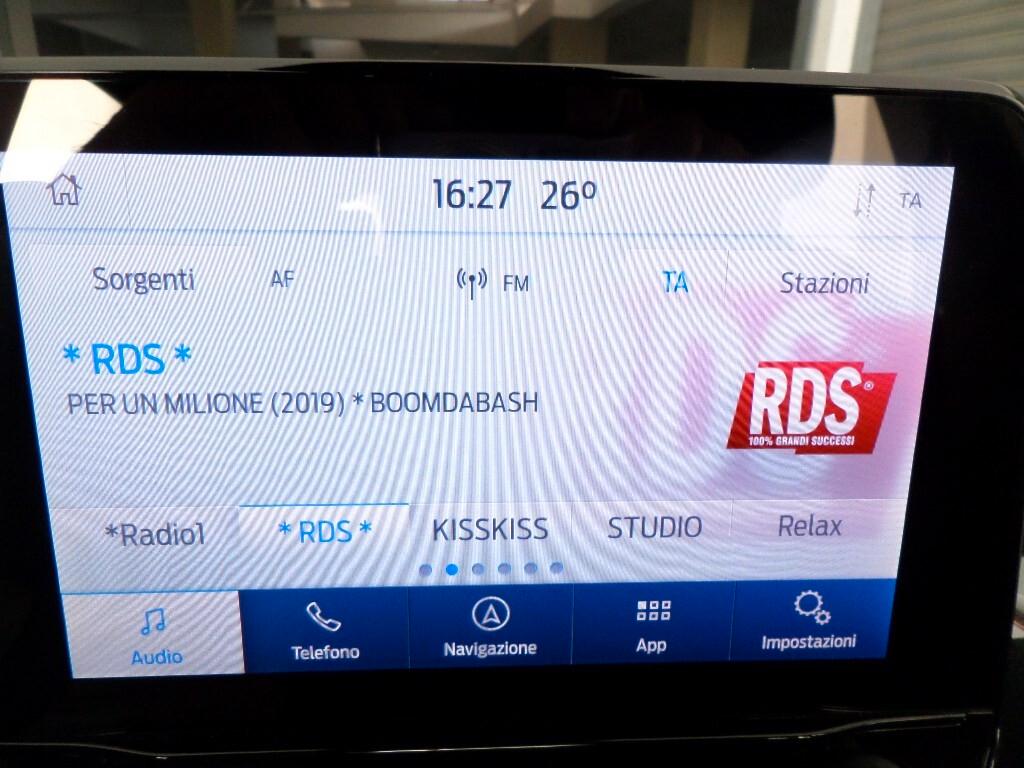 16:27 26º
TA
Sorgenti AF FM TA Stazioni
* RDS *
PER UN MILIONE (2019) * BOOMDABASH
RDS®
100% GRANDI SUCCESSI
*Radio1 * RDS * KISSKISS STUDIO Relax
Audio Telefono Navigazione App Impostazioni